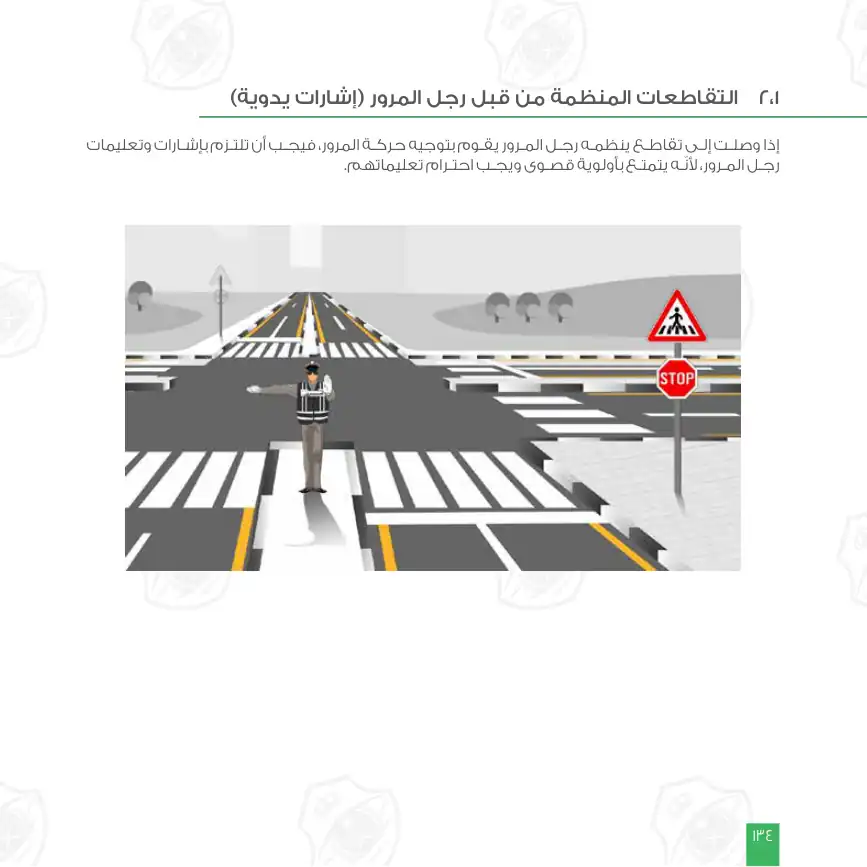 ٢،١ التقاطعات المنظمة من قبل رجل المرور (إشارات يدوية)
إذا وصلت إلى تقاطع ينظمه رجل المرور يقوم بتوجيه حركة المرور، فيجب أن تلتزم بإشارات وتعليمات
رجل المرور، لأنّه يتمتع بأولوية قصوى ويجب احترام تعليماتهم.
STOP
١٣٤